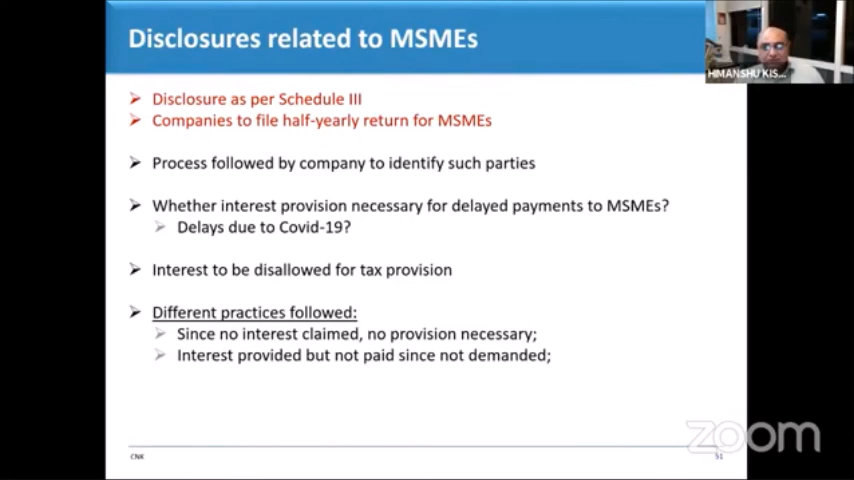 Disclosures related to MSMEs
HIMANSHU KIS...
Disclosure as per Schedule III
Companies to file half-yearly return for MSMEs
Process followed by company to identify such parties
Whether interest provision necessary for delayed payments to MSMEs?
Delays due to Covid-19?
Interest to be disallowed for tax provision
Different practices followed:
Since no interest claimed, no provision necessary;
Interest provided but not paid since not demanded;
zoom
CNK
51